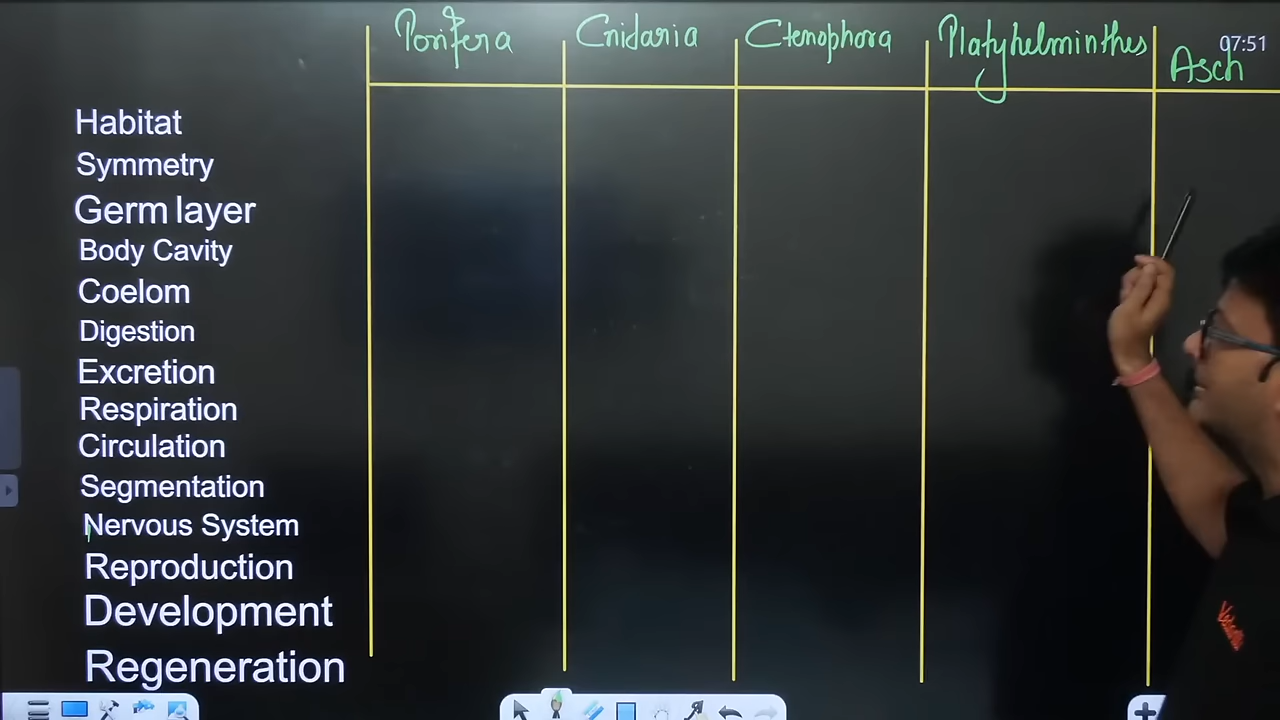 Porifera Cnidaria Ctenophora Platyhelminthes Asch
07:51
Habitat
Symmetry
Germ layer
Body Cavity
Coelom
Digestion
Excretion
Respiration
Circulation
Segmentation
Nervous System
Reproduction
Development
Regeneration